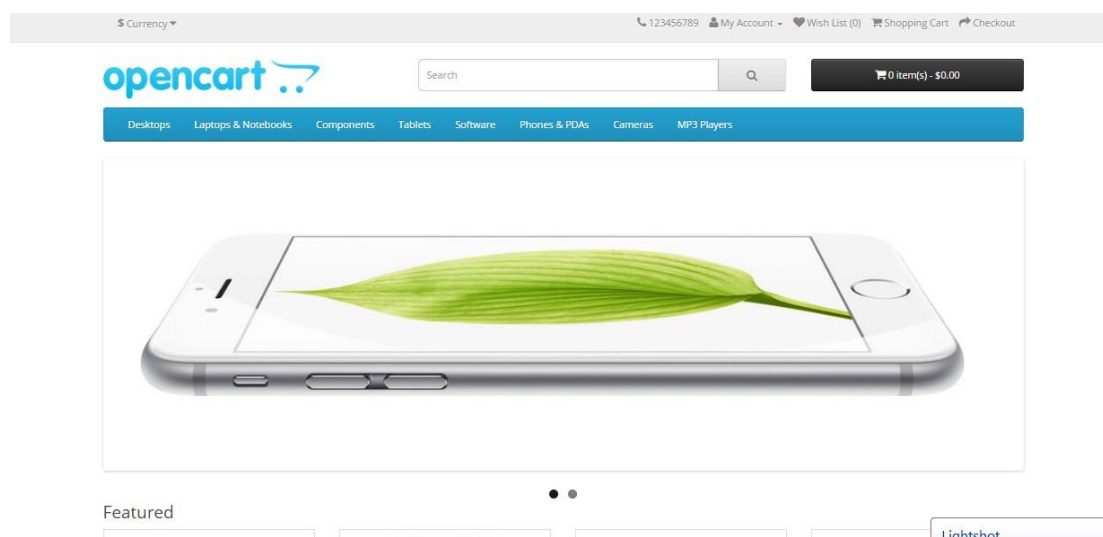 $ Currency
123456789 My Account Wish List (0) Shopping Cart Checkout
opencart
Search
0 item(s) - $0.00
Desktops Laptops & Notebooks Components Tablets Software Phones & PDAs Cameras MP3 Players
Featured
Lightshot